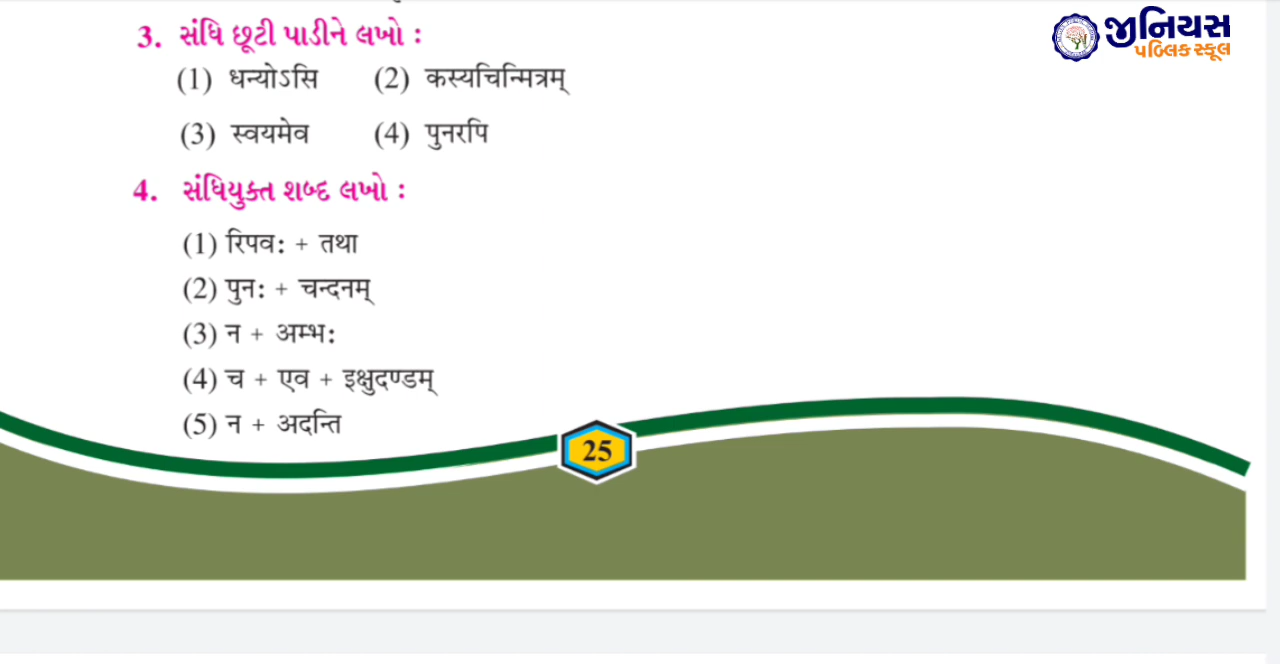 જીનિયસ
પબ્લિક સ્કૂલ
3. સંધિ છૂટી પાડીને લખો :
(1) धन्योऽसि (2) कस्यचिन्मित्रम्
(3) स्वयमेव (4) पुनरपि
4. સંધિયુક્ત શબ્દ લખો :
(1) रिपवः + तथा
(2) पुनः + चन्दनम्
(3) न + अम्भः
(4) च + एव + इक्षुदण्डम्
(5) न + अदन्ति
25